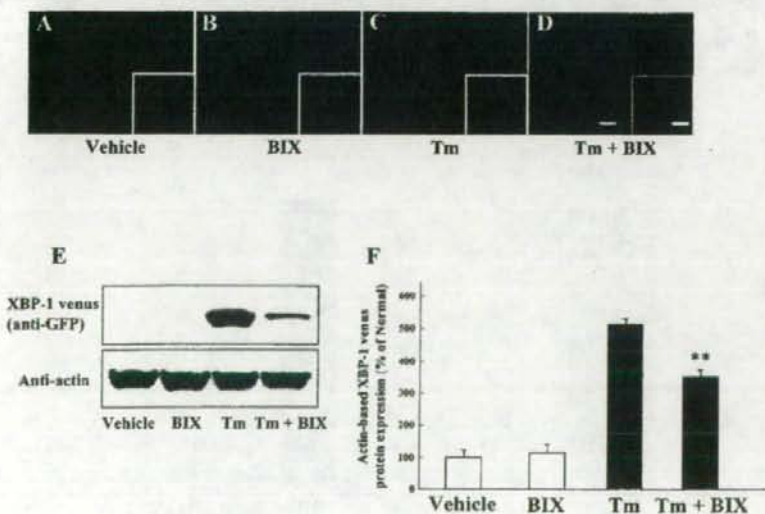 A
B
C
D
Vehicle
BIX
Tm
Tm + BIX
E
XBP-1 venus
(anti-GFP)
Anti-actin
Vehicle BIX Tm Tm + BIX
F
Actin-based XBP-1 venus
protein expression (% of Normal)
600
500
400
300
200
100
0
**
Vehicle BIX Tm Tm + BIX